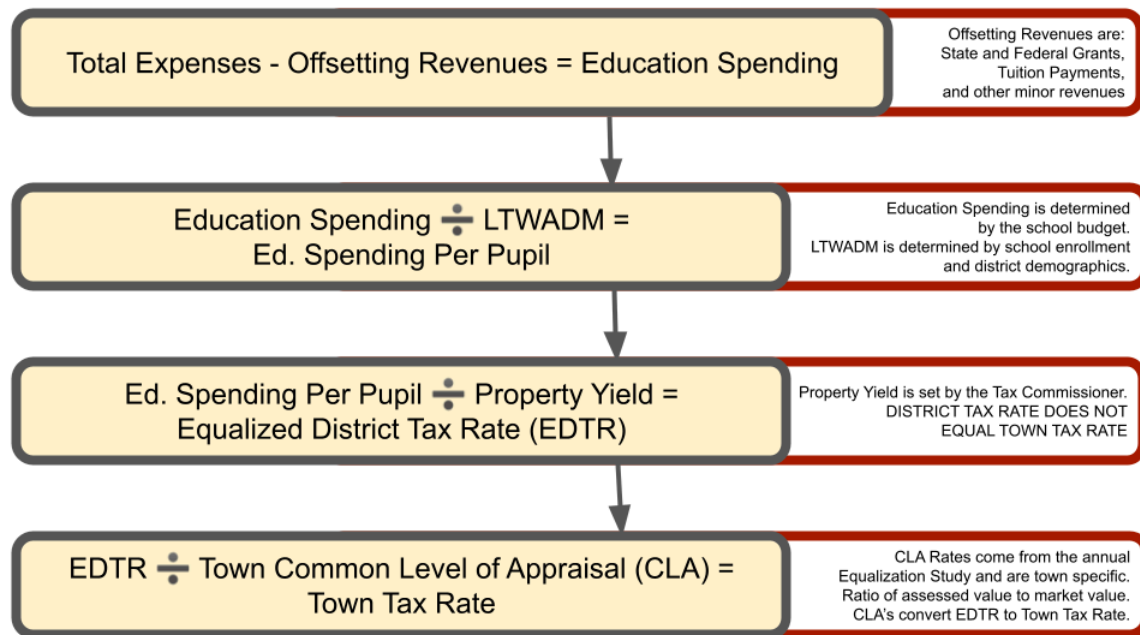 Total Expenses - Offsetting Revenues = Education Spending
Offsetting Revenues are:
State and Federal Grants,
Tuition Payments,
and other minor revenues
Education Spending ➗ LTWADM =
Ed. Spending Per Pupil
Education Spending is determined
by the school budget.
LTWADM is determined by school enrollment
and district demographics.
Ed. Spending Per Pupil ➗ Property Yield =
Equalized District Tax Rate (EDTR)
Property Yield is set by the Tax Commissioner.
DISTRICT TAX RATE DOES NOT
EQUAL TOWN TAX RATE
EDTR ➗ Town Common Level of Appraisal (CLA) =
Town Tax Rate
CLA Rates come from the annual
Equalization Study and are town specific.
Ratio of assessed value to market value.
CLA's convert EDTR to Town Tax Rate.